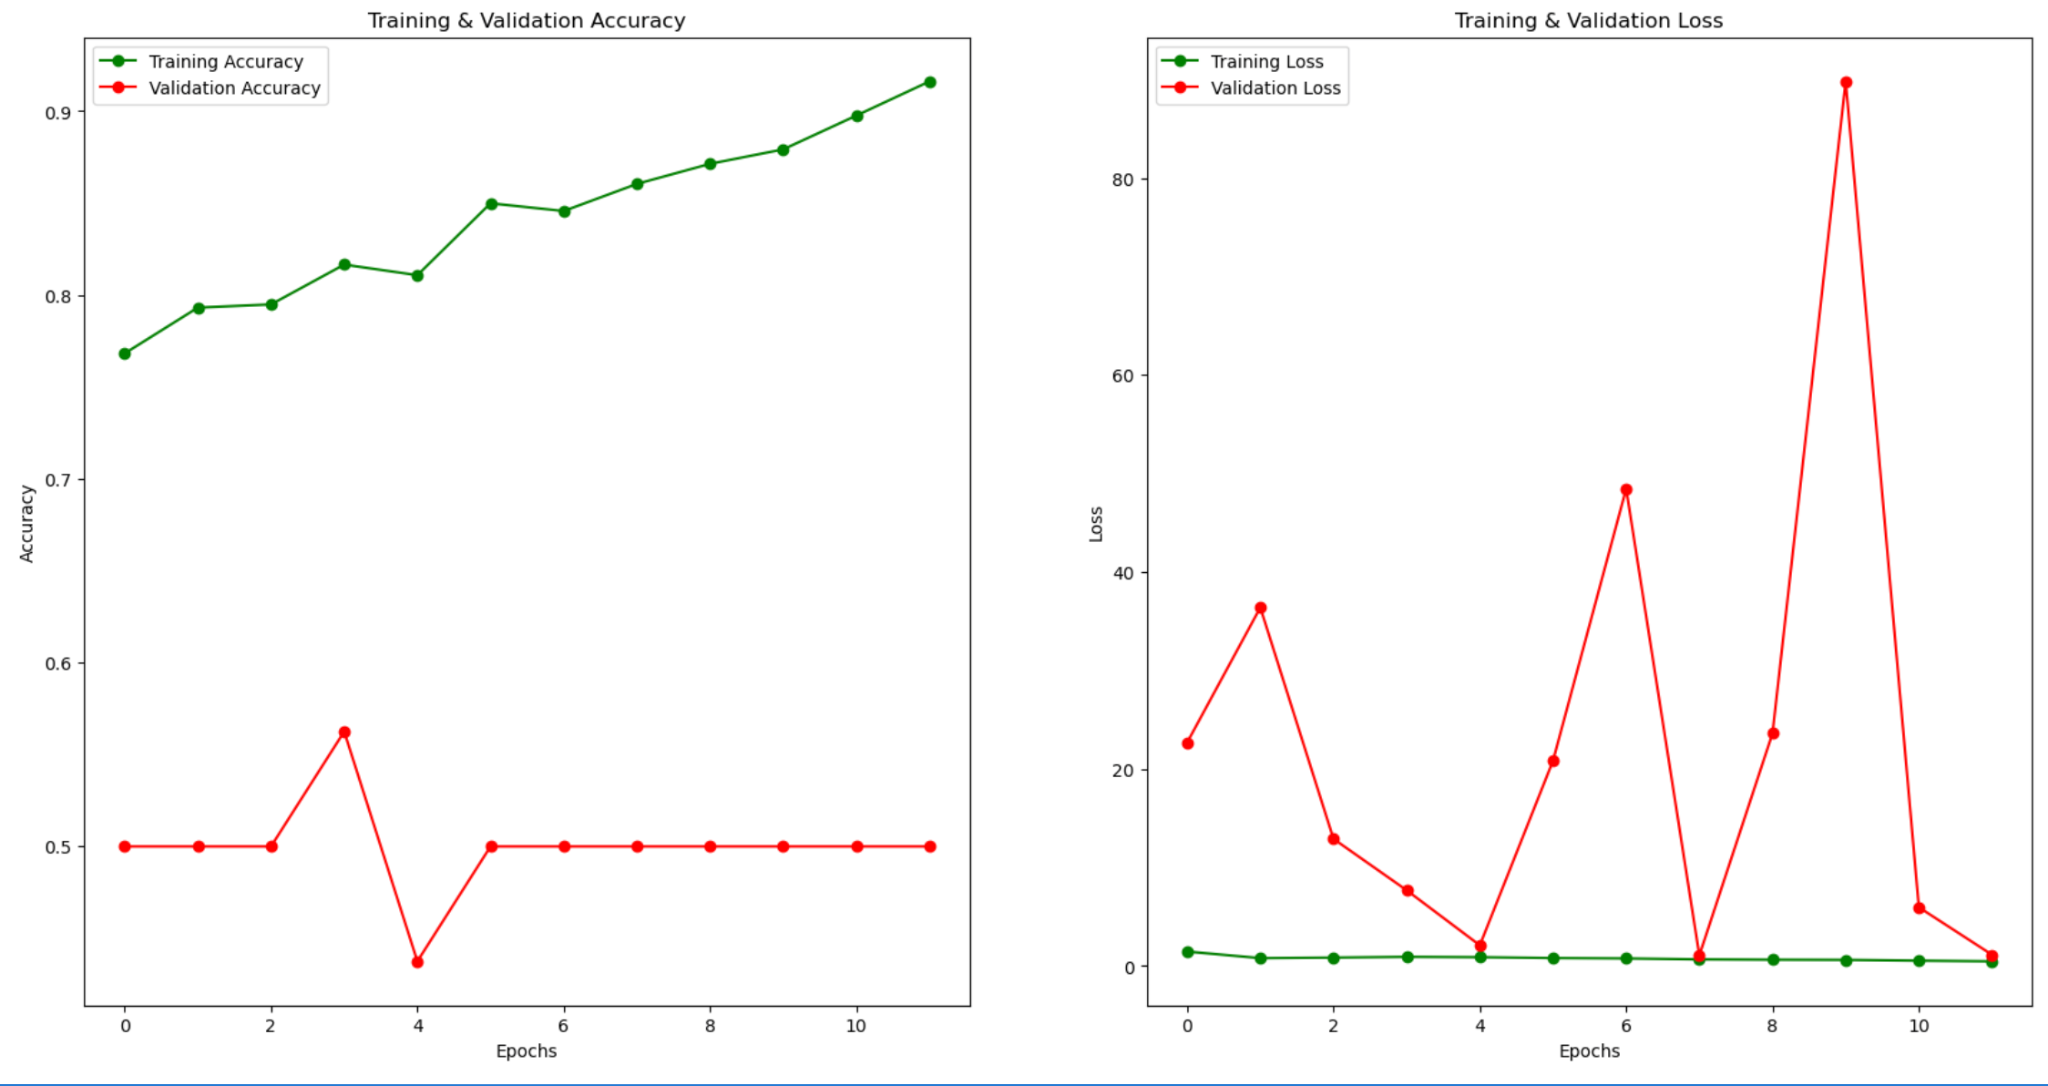 Training & Validation Accuracy
Training Accuracy
Validation Accuracy
0.9
0.8
0.7
0.6
0.5
Accuracy
0 2 4 6 8 10
Epochs
Training & Validation Loss
Training Loss
Validation Loss
80
60
40
20
0
Loss
0 2 4 6 8 10
Epochs